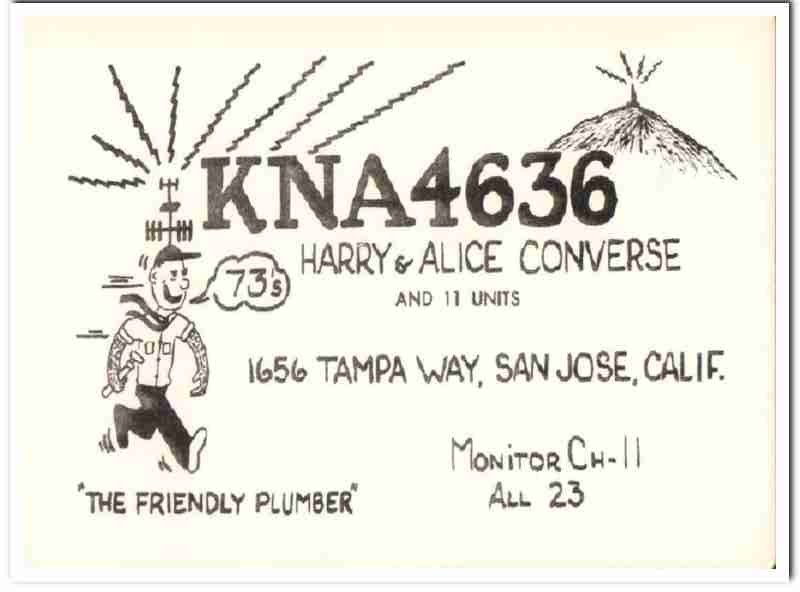 KNA4636
HARRY & ALICE CONVERSE
73's
AND 11 UNITS
1656 TAMPA WAY, SAN JOSE, CALIF.
MONITOR CH-11
ALL 23
"THE FRIENDLY PLUMBER"